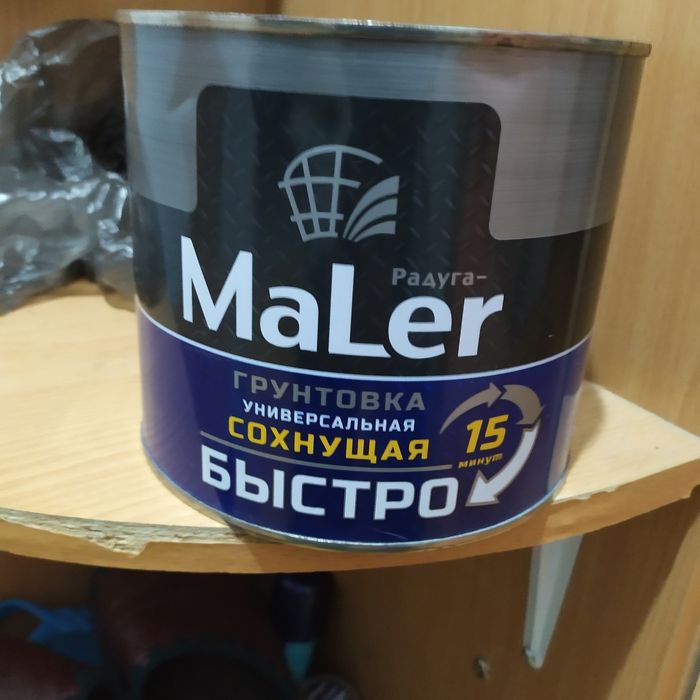 Радуга-
MaLer
ГРУНТОВКА
УНИВЕРСАЛЬНАЯ
СОХНУЩАЯ
БЫСТРО
15
минут